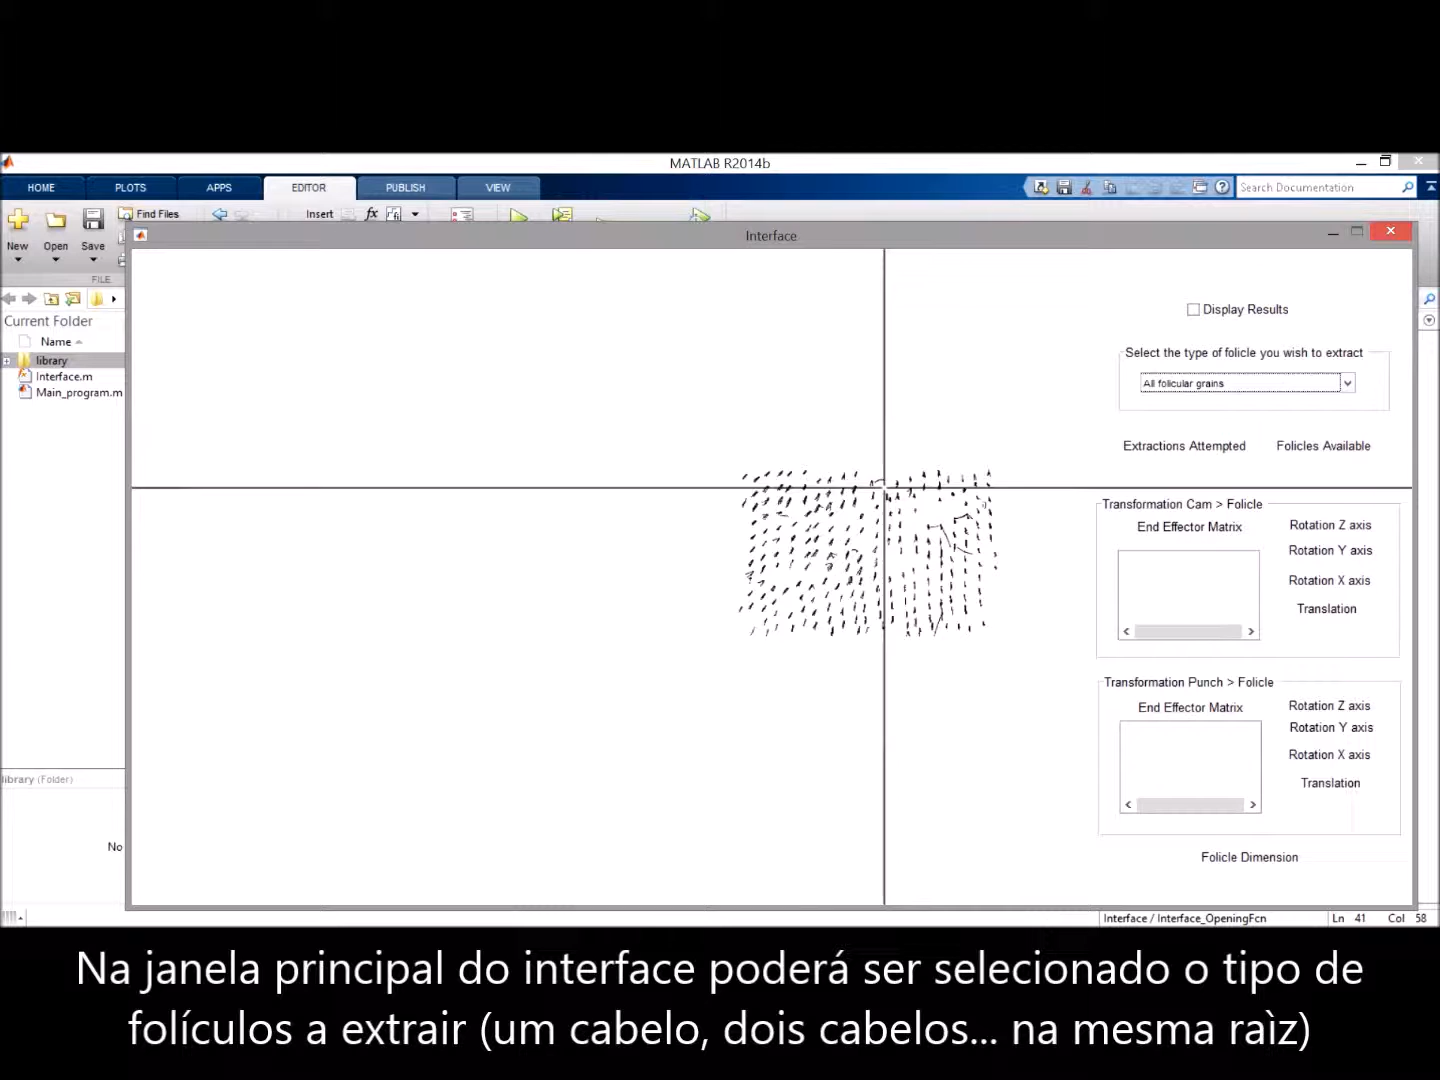 MATLAB R2014b
HOME PLOTS APPS EDITOR PUBLISH VIEW
Search Documentation
Find Files
Insert fx
New Open Save
FILE
Interface
Current Folder
Name
library
Interface.m
Main_program.m
Display Results
Select the type of folicle you wish to extract
All folicular grains
Extractions Attempted Folicles Available
Transformation Cam > Folicle
End Effector Matrix
Rotation Z axis
Rotation Y axis
Rotation X axis
Translation
Transformation Punch > Folicle
End Effector Matrix
Rotation Z axis
Rotation Y axis
Rotation X axis
Translation
Folicle Dimension
library (Folder)
No
Interface / Interface_OpeningFcn Ln 41 Col 58
Na janela principal do interface poderá ser selecionado o tipo de
folículos a extrair (um cabelo, dois cabelos... na mesma raìz)